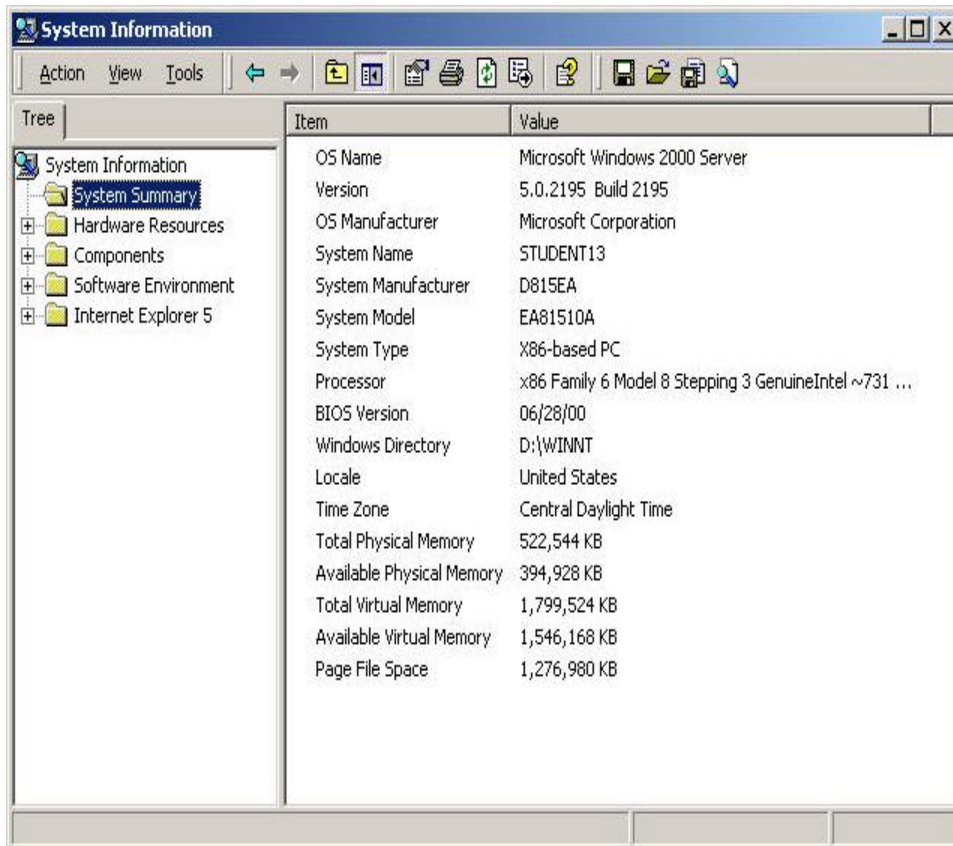 System Information
Action View Tools
Tree
System Information
System Summary
Hardware Resources
Components
Software Environment
Internet Explorer 5
Item Value
OS Name Microsoft Windows 2000 Server
Version 5.0.2195 Build 2195
OS Manufacturer Microsoft Corporation
System Name STUDENT13
System Manufacturer D815EA
System Model EA81510A
System Type X86-based PC
Processor x86 Family 6 Model 8 Stepping 3 GenuineIntel ~731 ...
BIOS Version 06/28/00
Windows Directory D:\WINNT
Locale United States
Time Zone Central Daylight Time
Total Physical Memory 522,544 KB
Available Physical Memory 394,928 KB
Total Virtual Memory 1,799,524 KB
Available Virtual Memory 1,546,168 KB
Page File Space 1,276,980 KB